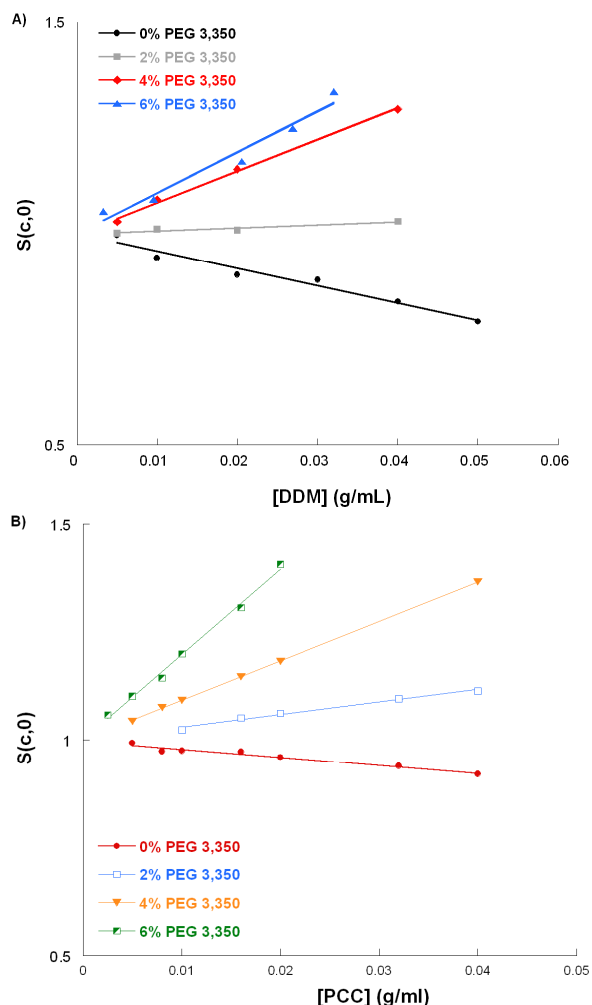 A)
1.5
0% PEG 3,350
2% PEG 3,350
4% PEG 3,350
6% PEG 3,350
S(c,0)
0.5
0 0.01 0.02 0.03 0.04 0.05 0.06
[DDM] (g/mL)
B)
1.5
S(c,0)
1
0% PEG 3,350
2% PEG 3,350
4% PEG 3,350
6% PEG 3,350
0.5
0 0.01 0.02 0.03 0.04 0.05
[PCC] (g/ml)